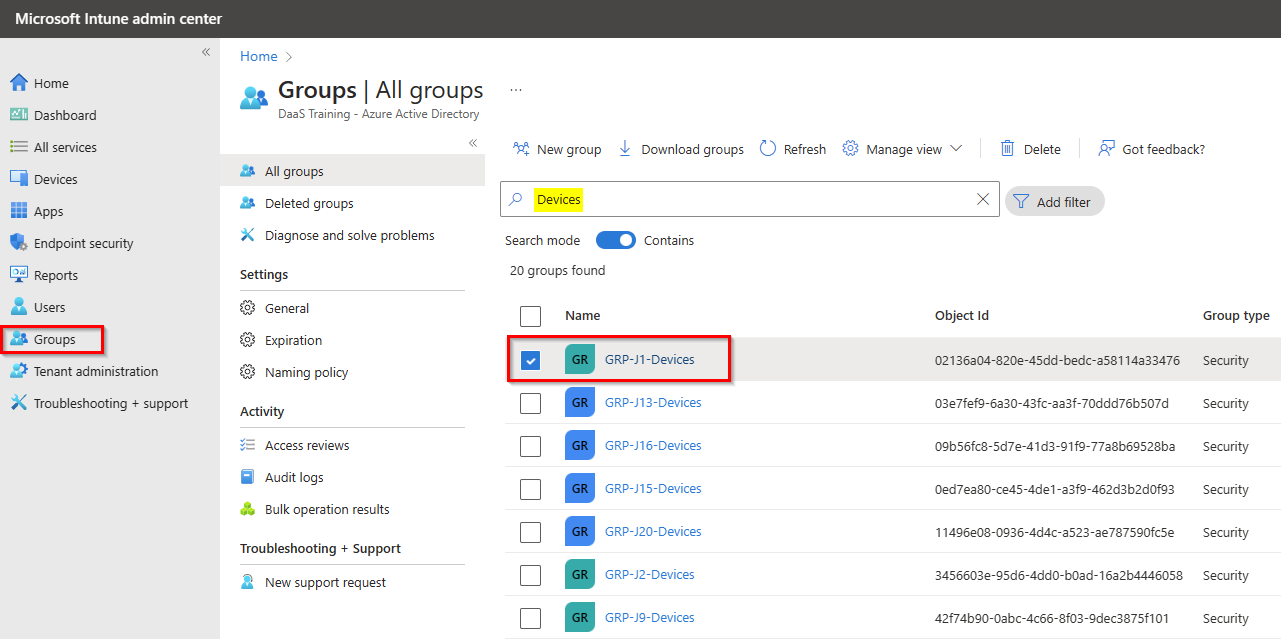 Microsoft Intune admin center
«
Home
Dashboard
All services
Devices
Apps
Endpoint security
Reports
Users
Groups
Tenant administration
Troubleshooting + support
Home >
Groups | All groups ...
DaaS Training - Azure Active Directory
«
All groups
Deleted groups
Diagnose and solve problems
Settings
General
Expiration
Naming policy
Activity
Access reviews
Audit logs
Bulk operation results
Troubleshooting + Support
New support request
New group Download groups Refresh Manage view Delete Got feedback?
Devices Add filter
Search mode Contains
20 groups found
Name Object Id Group type
GR GRP-J1-Devices 02136a04-820e-45dd-bedc-a58114a33476 Security
GR GRP-J13-Devices 03e7fef9-6a30-43fc-aa3f-70ddd76b507d Security
GR GRP-J16-Devices 09b56fc8-5d7e-41d3-91f9-77a8b69528ba Security
GR GRP-J15-Devices 0ed7ea80-ce45-4de1-a3f9-462d3b2d0f93 Security
GR GRP-J20-Devices 11496e08-0936-4d4c-a523-ae787590fc5e Security
GR GRP-J2-Devices 3456603e-95d6-4dd0-b0ad-16a2b4446058 Security
GR GRP-J9-Devices 42f74b90-0abc-4c66-8f03-9dec3875f101 Security